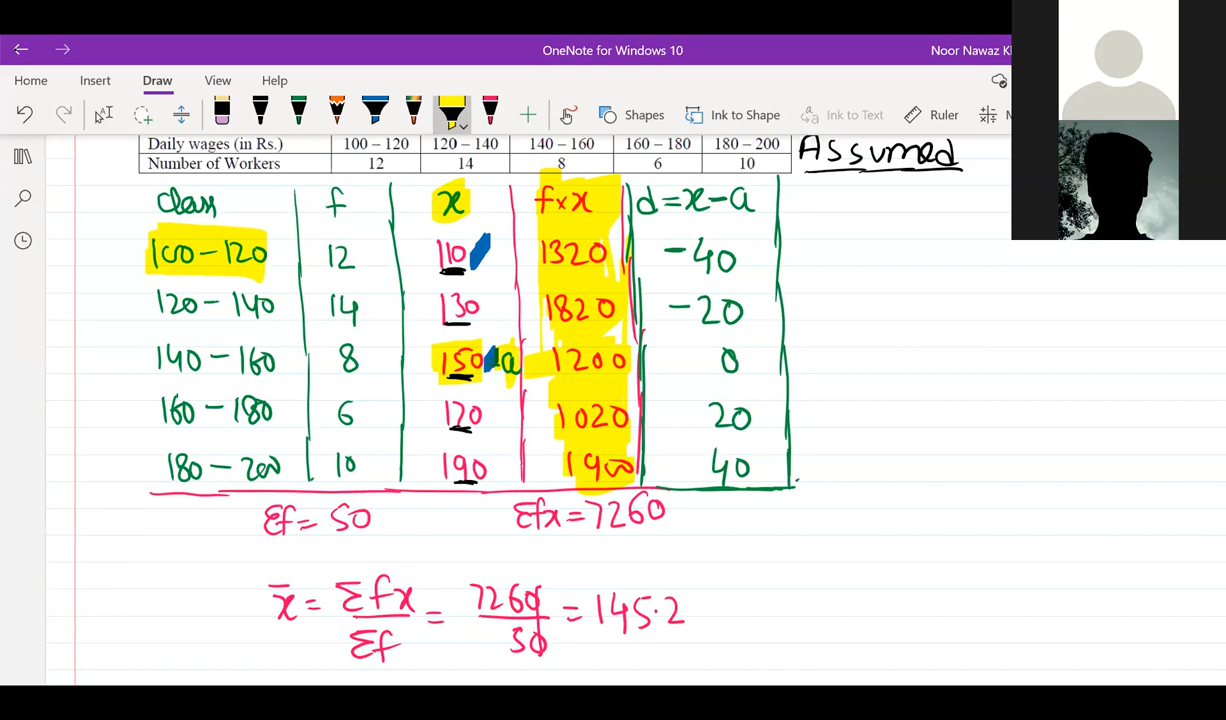 OneNote for Windows 10
Noor Nawaz K
Home Insert Draw View Help
Shapes Ink to Shape Ink to Text Ruler M
Daily wages (in Rs.) 100 – 120 120 – 140 140 – 160 160 – 180 180 – 200
Number of Workers 12 14 8 6 10
Assumed
class f x f×x d=x-a
100-120 12 110 1320 -40
120-140 14 130 1820 -20
140-160 8 150 a 1200 0
160-180 6 170 1020 20
180-200 10 190 1900 40
Σf = 50 Σfx = 7260
x̄ = Σfx/Σf = 7260/50 = 145.2